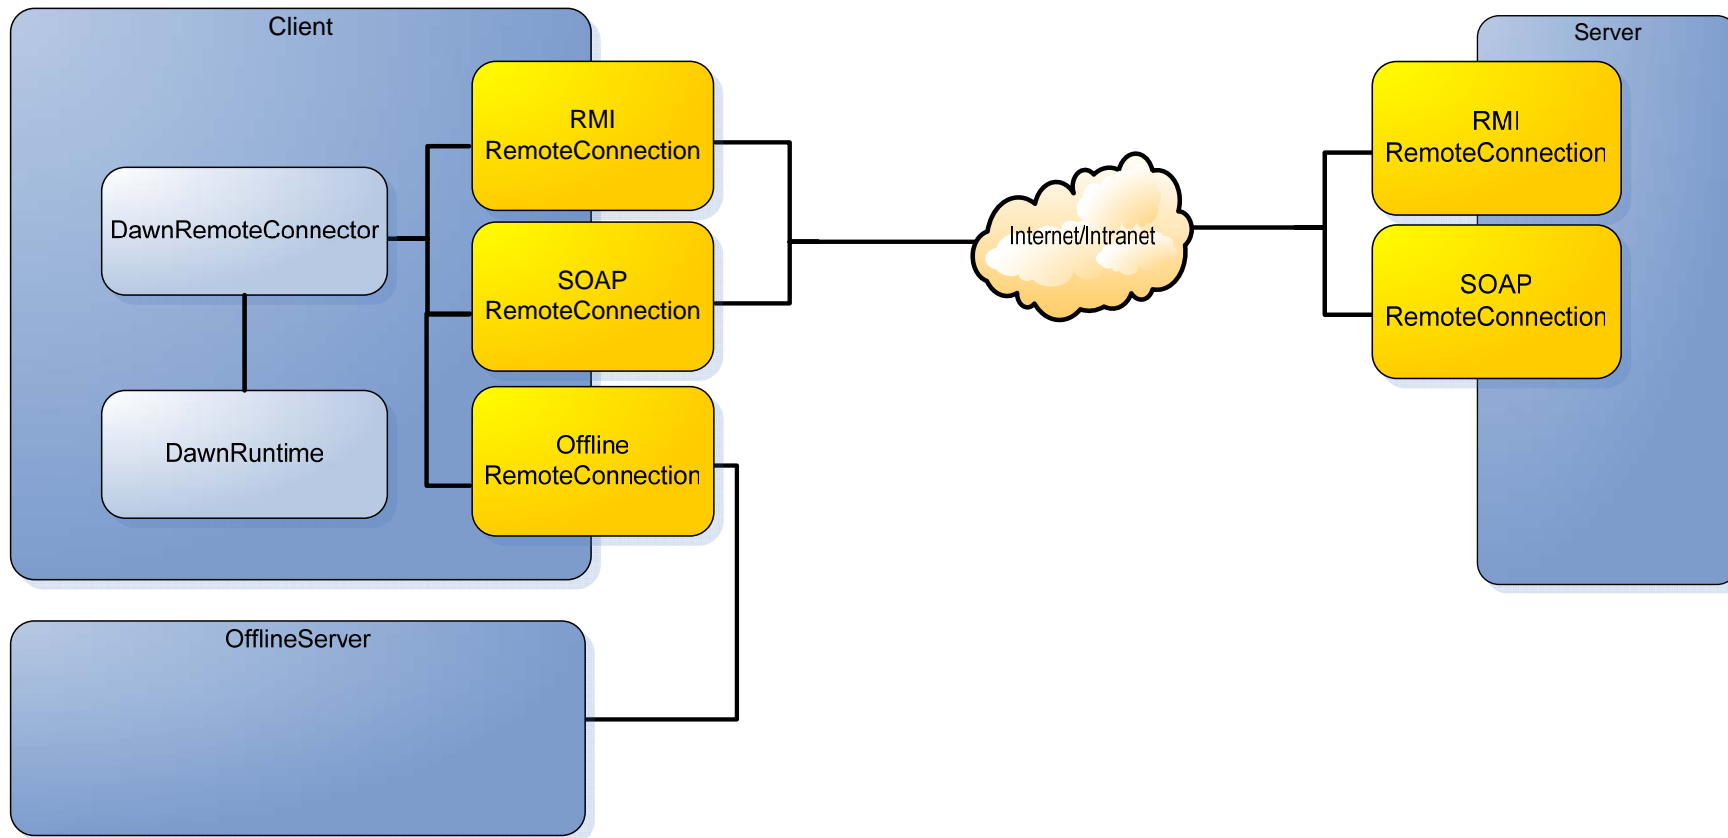 Client
RMI
RemoteConnection
DawnRemoteConnector
SOAP
RemoteConnection
DawnRuntime
Offline
RemoteConnection
OfflineServer
Internet/Intranet
Server
RMI
RemoteConnection
SOAP
RemoteConnection